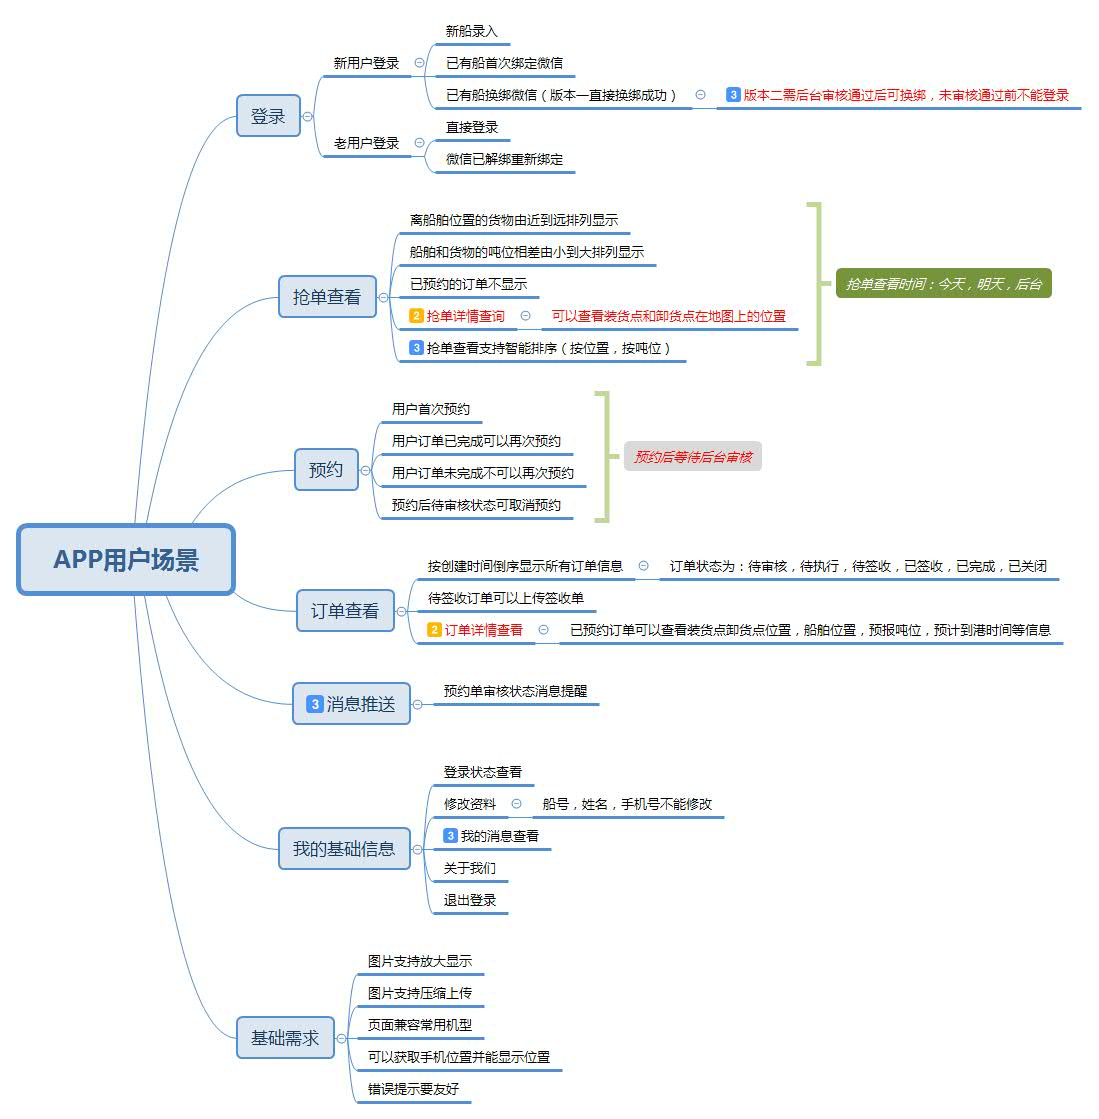 APP用户场景
登录
新用户登录
新船录入
已有船首次绑定微信
已有船换绑微信（版本一直接换绑成功）
3 版本二需后台审核通过后可换绑，未审核通过前不能登录
老用户登录
直接登录
微信已解绑重新绑定
抢单查看
离船舶位置的货物由近到远排列显示
船舶和货物的吨位相差由小到大排列显示
已预约的订单不显示
2 抢单详情查询
可以查看装货点和卸货点在地图上的位置
3 抢单查看支持智能排序（按位置，按吨位）
抢单查看时间：今天，明天，后台
预约
用户首次预约
用户订单已完成可以再次预约
用户订单未完成不可以再次预约
预约后待审核状态可取消预约
预约后等待后台审核
订单查看
按创建时间倒序显示所有订单信息
订单状态为：待审核，待执行，待签收，已签收，已完成，已关闭
待签收订单可以上传签收单
2 订单详情查看
已预约订单可以查看装货点卸货点位置，船舶位置，预报吨位，预计到港时间等信息
3 消息推送
预约单审核状态消息提醒
我的基础信息
登录状态查看
修改资料
船号，姓名，手机号不能修改
3 我的消息查看
关于我们
退出登录
基础需求
图片支持放大显示
图片支持压缩上传
页面兼容常用机型
可以获取手机位置并能显示位置
错误提示要友好